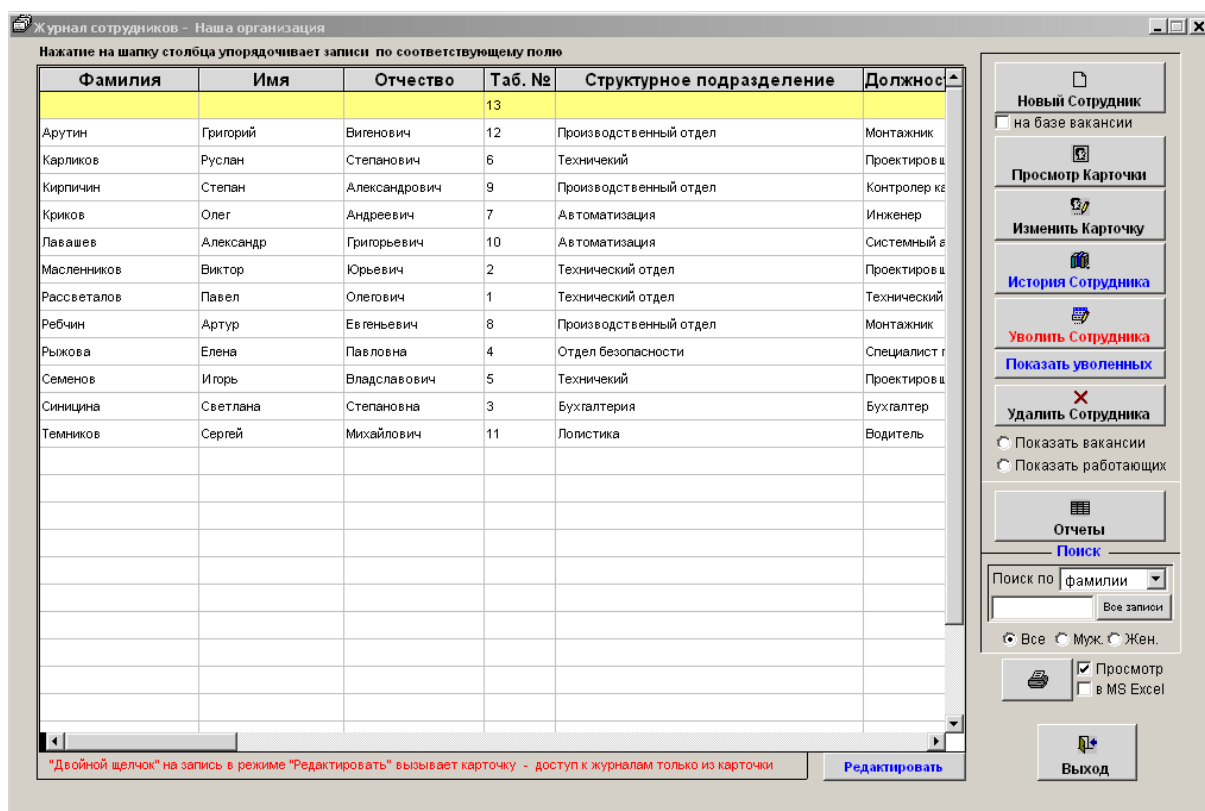 Журнал сотрудников - Наша организация
Нажатие на шапку столбца упорядочивает записи по соответствующему полю
Фамилия Имя Отчество Таб. № Структурное подразделение Должност
13
Арутин Григорий Вигенович 12 Производственный отдел Монтажник
Карликов Руслан Степанович 6 Техничекий Проектировщ
Кирпичин Степан Александрович 9 Производственный отдел Контролер ка
Криков Олег Андреевич 7 Автоматизация Инженер
Лавашев Александр Григорьевич 10 Автоматизация Системный а
Масленников Виктор Юрьевич 2 Технический отдел Проектировщ
Рассветалов Павел Олегович 1 Технический отдел Технический
Ребчин Артур Евгеньевич 8 Производственный отдел Монтажник
Рыжова Елена Павловна 4 Отдел безопасности Специалист п
Семенов Игорь Владславович 5 Техничекий Проектировщ
Синицина Светлана Степановна 3 Бухгалтерия Бухгалтер
Темников Сергей Михайлович 11 Логистика Водитель
"Двойной щелчок" на запись в режиме "Редактировать" вызывает карточку - доступ к журналам только из карточки
Редактировать
Новый Сотрудник
на базе вакансии
Просмотр Карточки
Изменить Карточку
История Сотрудника
Уволить Сотрудника
Показать уволенных
Удалить Сотрудника
Показать вакансии
Показать работающих
Отчеты
Поиск
Поиск по фамилии
Все записи
Все Муж. Жен.
Просмотр
в MS Excel
Выход